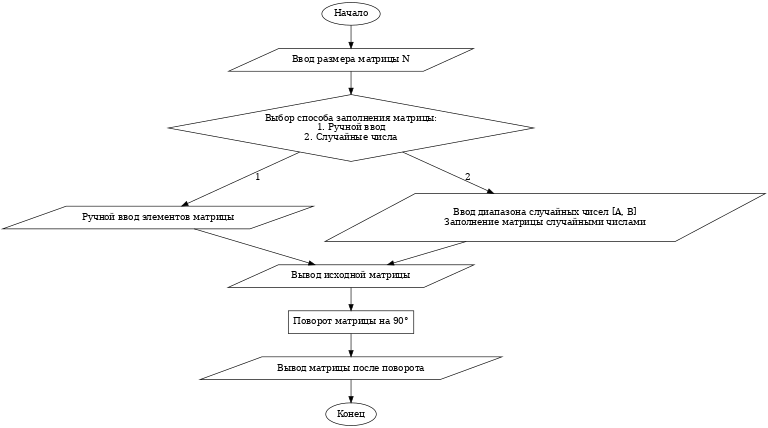 Начало
Ввод размера матрицы N
Выбор способа заполнения матрицы:
1. Ручной ввод
2. Случайные числа
1
2
Ручной ввод элементов матрицы
Ввод диапазона случайных чисел [A, B]
Заполнение матрицы случайными числами
Вывод исходной матрицы
Поворот матрицы на 90°
Вывод матрицы после поворота
Конец